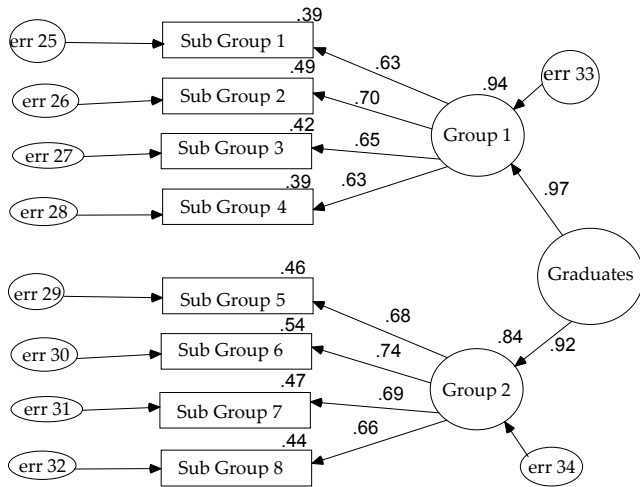 .39
err 25
Sub Group 1
.63
.49
err 26
Sub Group 2
.70
.94
err 33
Group 1
.42
err 27
Sub Group 3
.65
.39
err 28
Sub Group 4
.63
.97
Graduates
.46
err 29
Sub Group 5
.68
.54
err 30
Sub Group 6
.74
.84
.92
Group 2
.47
err 31
Sub Group 7
.69
.44
err 32
Sub Group 8
.66
err 34